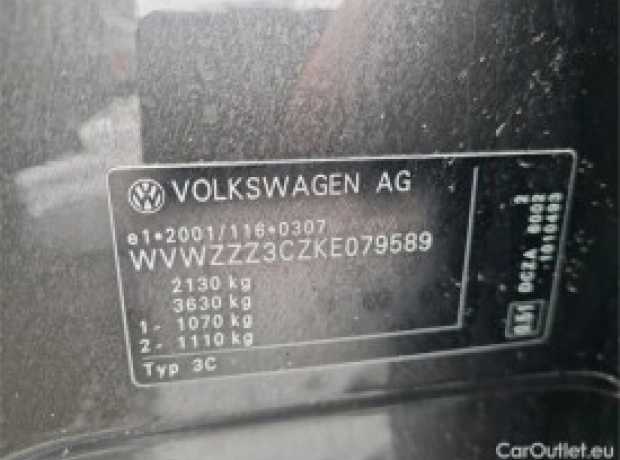 VOLKSWAGEN AG
e1*2001/116*0307
WVWZZZ3CZKE079589
2130 kg
3630 kg
1- 1070 kg
2- 1110 kg
Typ 3C
DCZA
CarOutlet.eu